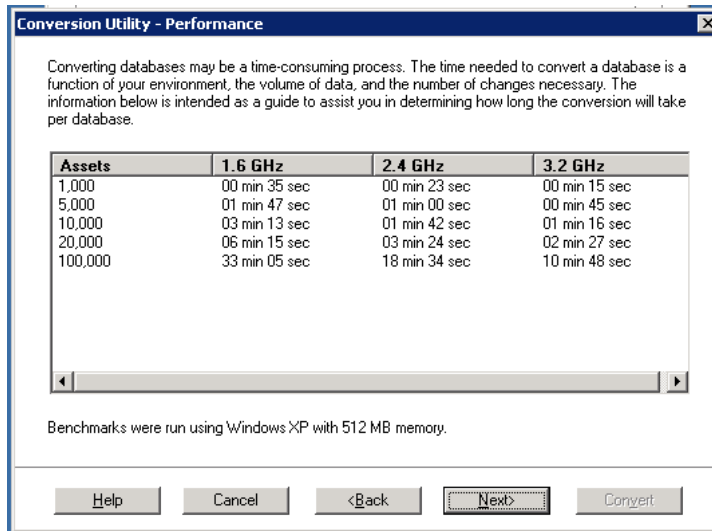 Conversion Utility - Performance
Converting databases may be a time-consuming process. The time needed to convert a database is a
function of your environment, the volume of data, and the number of changes necessary. The
information below is intended as a guide to assist you in determining how long the conversion will take
per database.
Assets 1.6 GHz 2.4 GHz 3.2 GHz
1,000 00 min 35 sec 00 min 23 sec 00 min 15 sec
5,000 01 min 47 sec 01 min 00 sec 00 min 45 sec
10,000 03 min 13 sec 01 min 42 sec 01 min 16 sec
20,000 06 min 15 sec 03 min 24 sec 02 min 27 sec
100,000 33 min 05 sec 18 min 34 sec 10 min 48 sec
Benchmarks were run using Windows XP with 512 MB memory.
Help Cancel <Back Next> Convert